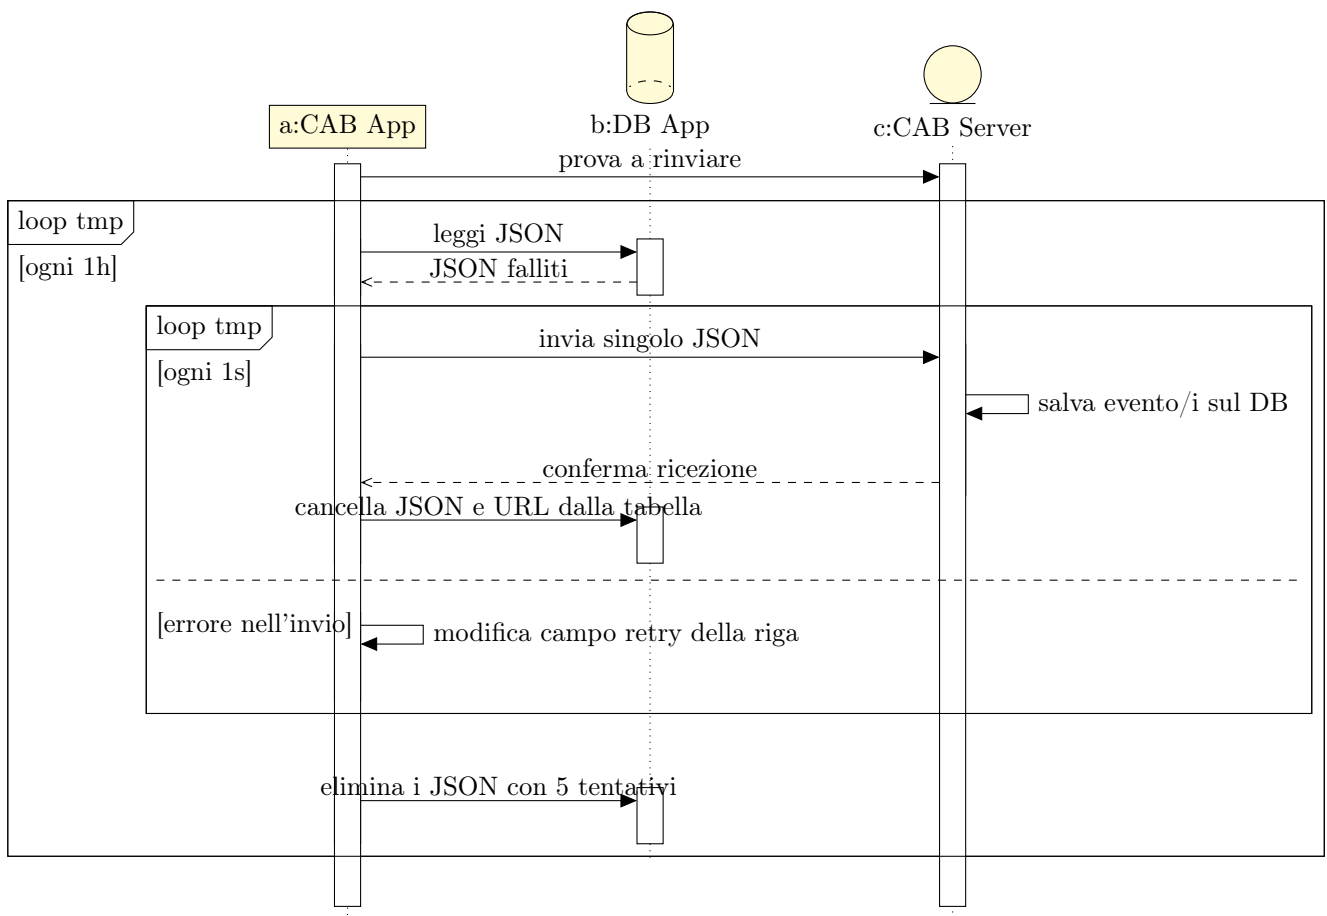 a:CAB App
b:DB App
c:CAB Server
prova a rinviare
loop tmp
[ogni 1h]
leggi JSON
JSON falliti
loop tmp
[ogni 1s]
invia singolo JSON
salva evento/i sul DB
conferma ricezione
cancella JSON e URL dalla tabella
[errore nell'invio]
modifica campo retry della riga
elimina i JSON con 5 tentativi